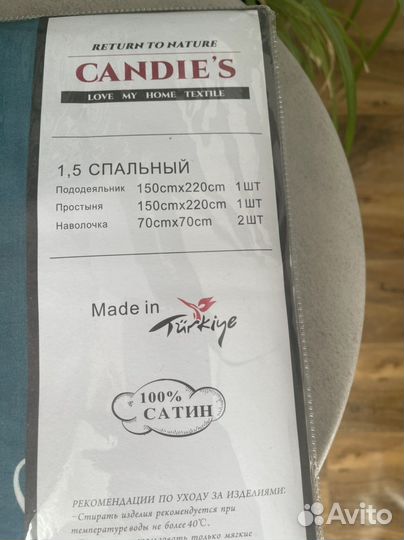 RETURN TO NATURE
CANDIE'S
LOVE MY HOME TEXTILE
1,5 СПАЛЬНЫЙ
Пододеяльник 150cmx220cm 1ШТ
Простыня 150cmx220cm 1ШТ
Наволочка 70cmx70cm 2ШТ
Made in Türkiye
100%
САТИН
РЕКОМЕНДАЦИИ ПО УХОДУ ЗА ИЗДЕЛИЯМИ:
-Стирать изделия рекомендуется при
температуре воды не более 40°C.
только мягкие
Avito